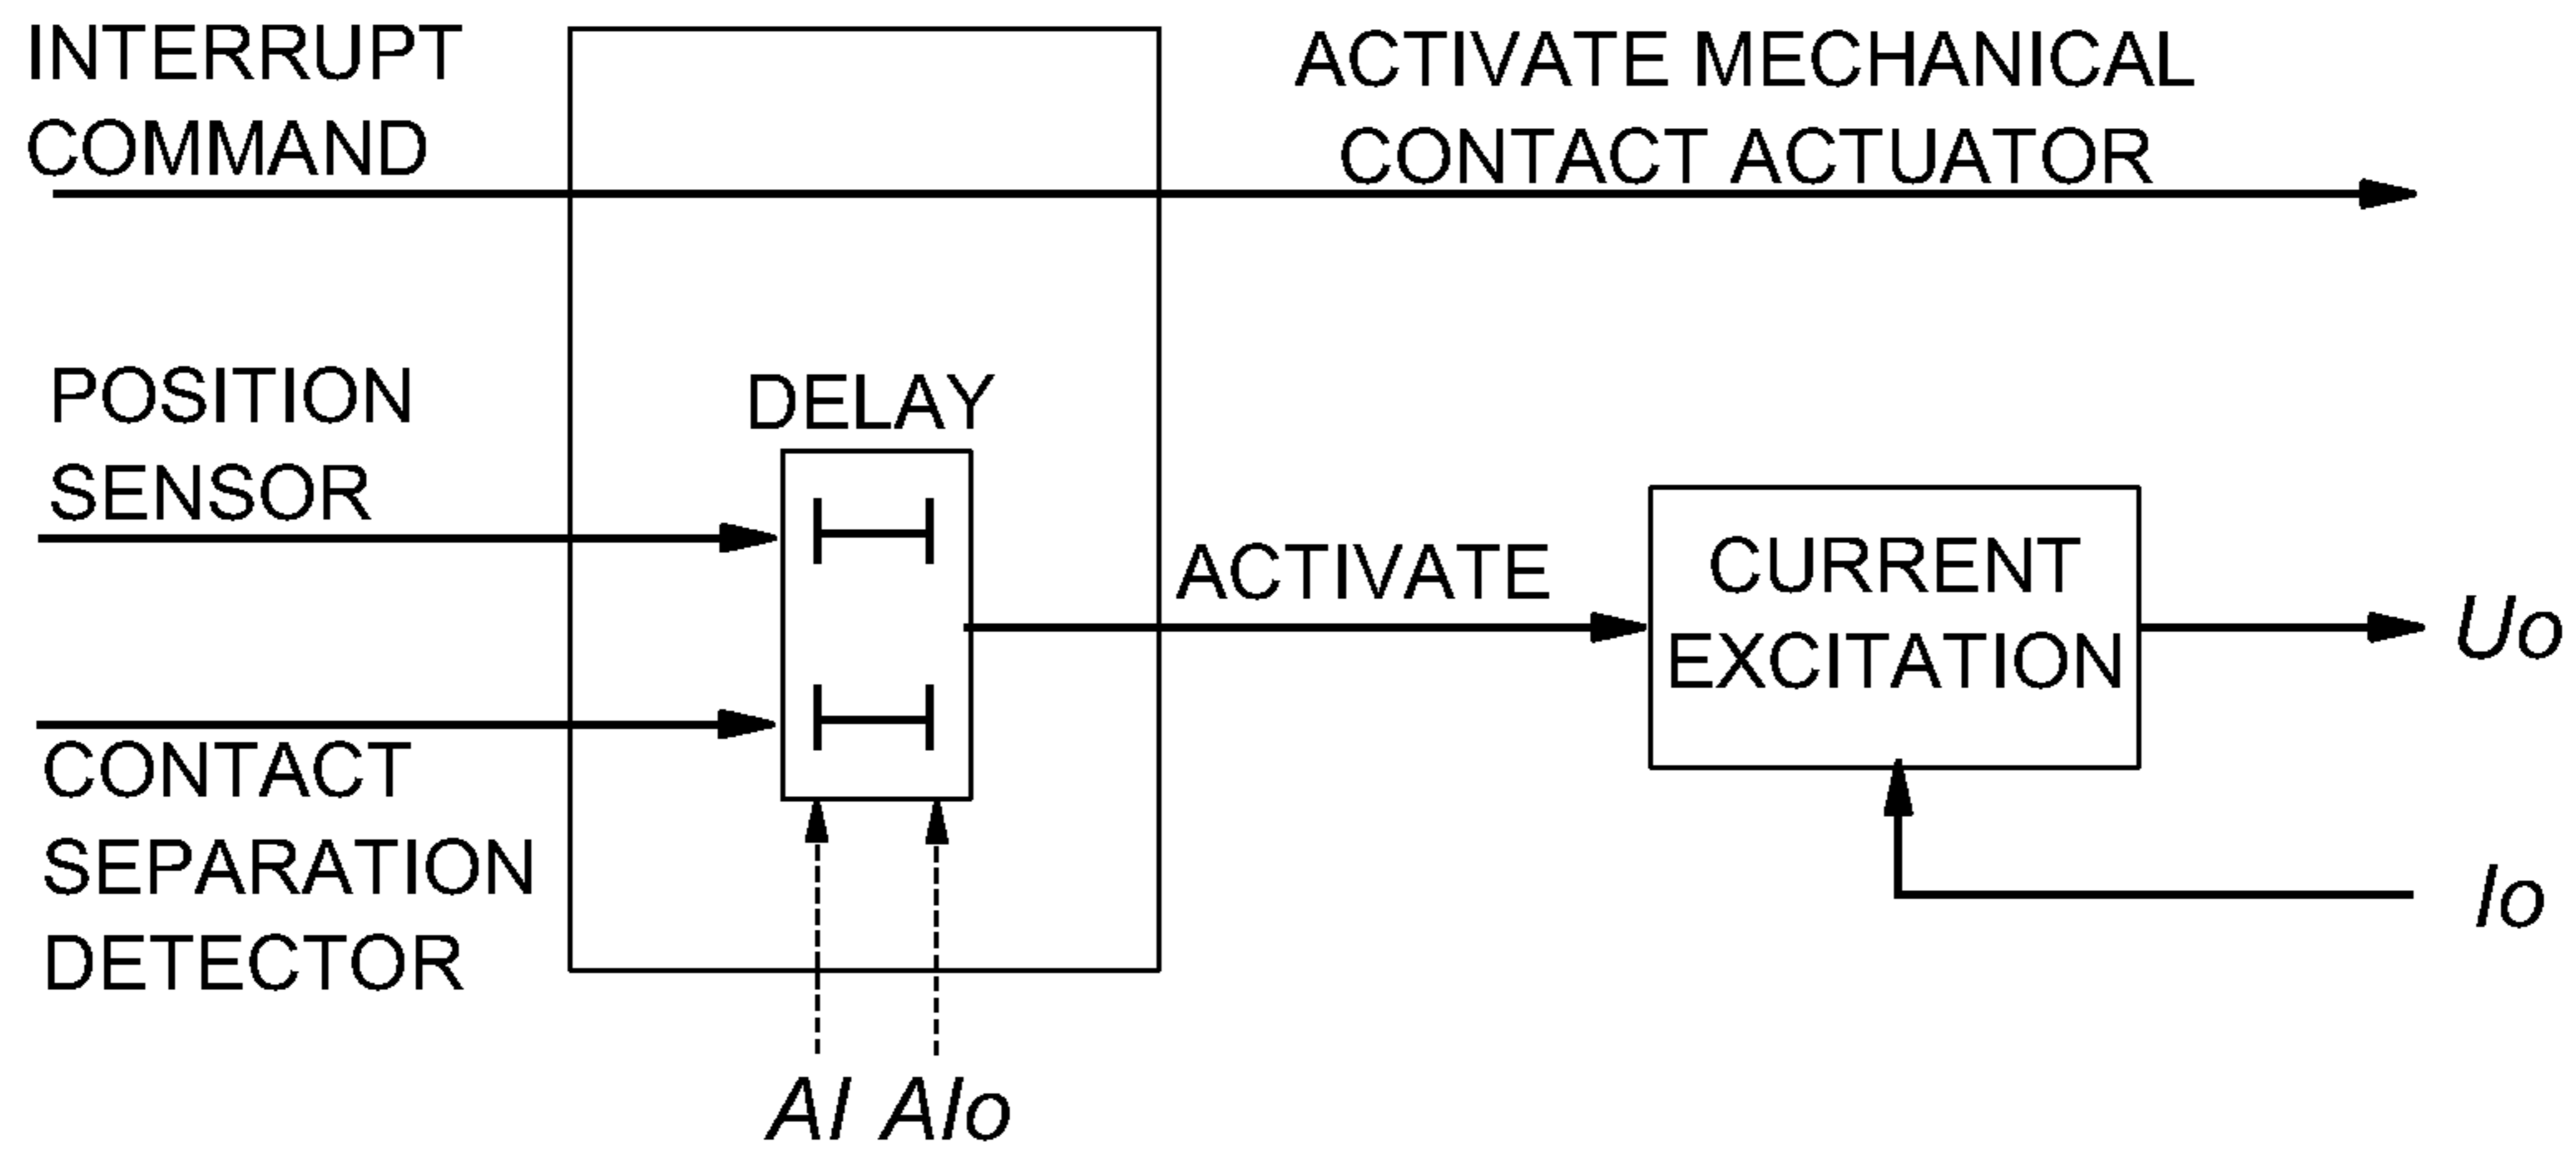 INTERRUPT
COMMAND
ACTIVATE MECHANICAL
CONTACT ACTUATOR
POSITION
SENSOR
DELAY
ACTIVATE
CURRENT
EXCITATION
Uo
CONTACT
SEPARATION
DETECTOR
Io
AI AIo